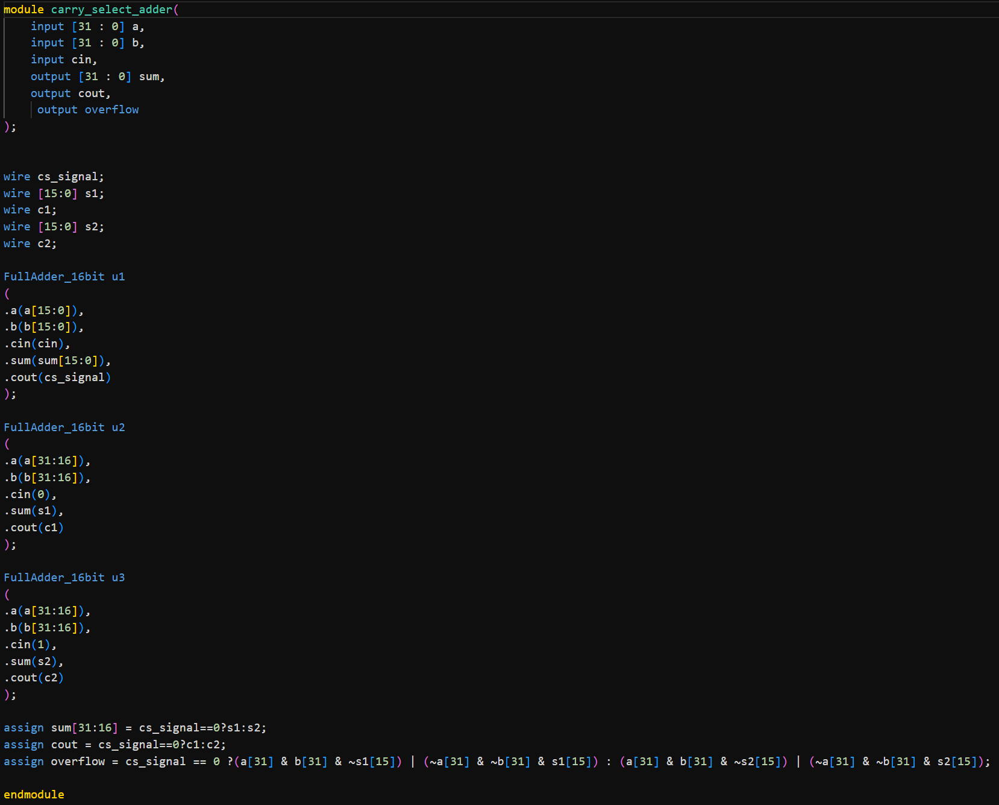 module carry_select_adder(
    input [31 : 0] a,
    input [31 : 0] b,
    input cin,
    output [31 : 0] sum,
    output cout,
     output overflow
);
wire cs_signal;
wire [15:0] s1;
wire c1;
wire [15:0] s2;
wire c2;
FullAdder_16bit u1
(
.a(a[15:0]),
.b(b[15:0]),
.cin(cin),
.sum(sum[15:0]),
.cout(cs_signal)
);
FullAdder_16bit u2
(
.a(a[31:16]),
.b(b[31:16]),
.cin(0),
.sum(s1),
.cout(c1)
);
FullAdder_16bit u3
(
.a(a[31:16]),
.b(b[31:16]),
.cin(1),
.sum(s2),
.cout(c2)
);
assign sum[31:16] = cs_signal==0?s1:s2;
assign cout = cs_signal==0?c1:c2;
assign overflow = cs_signal == 0 ?(a[31] & b[31] & ~s1[15]) | (~a[31] & ~b[31] & s1[15]) : (a[31] & b[31] & ~s2[15]) | (~a[31] & ~b[31] & s2[15]);
endmodule